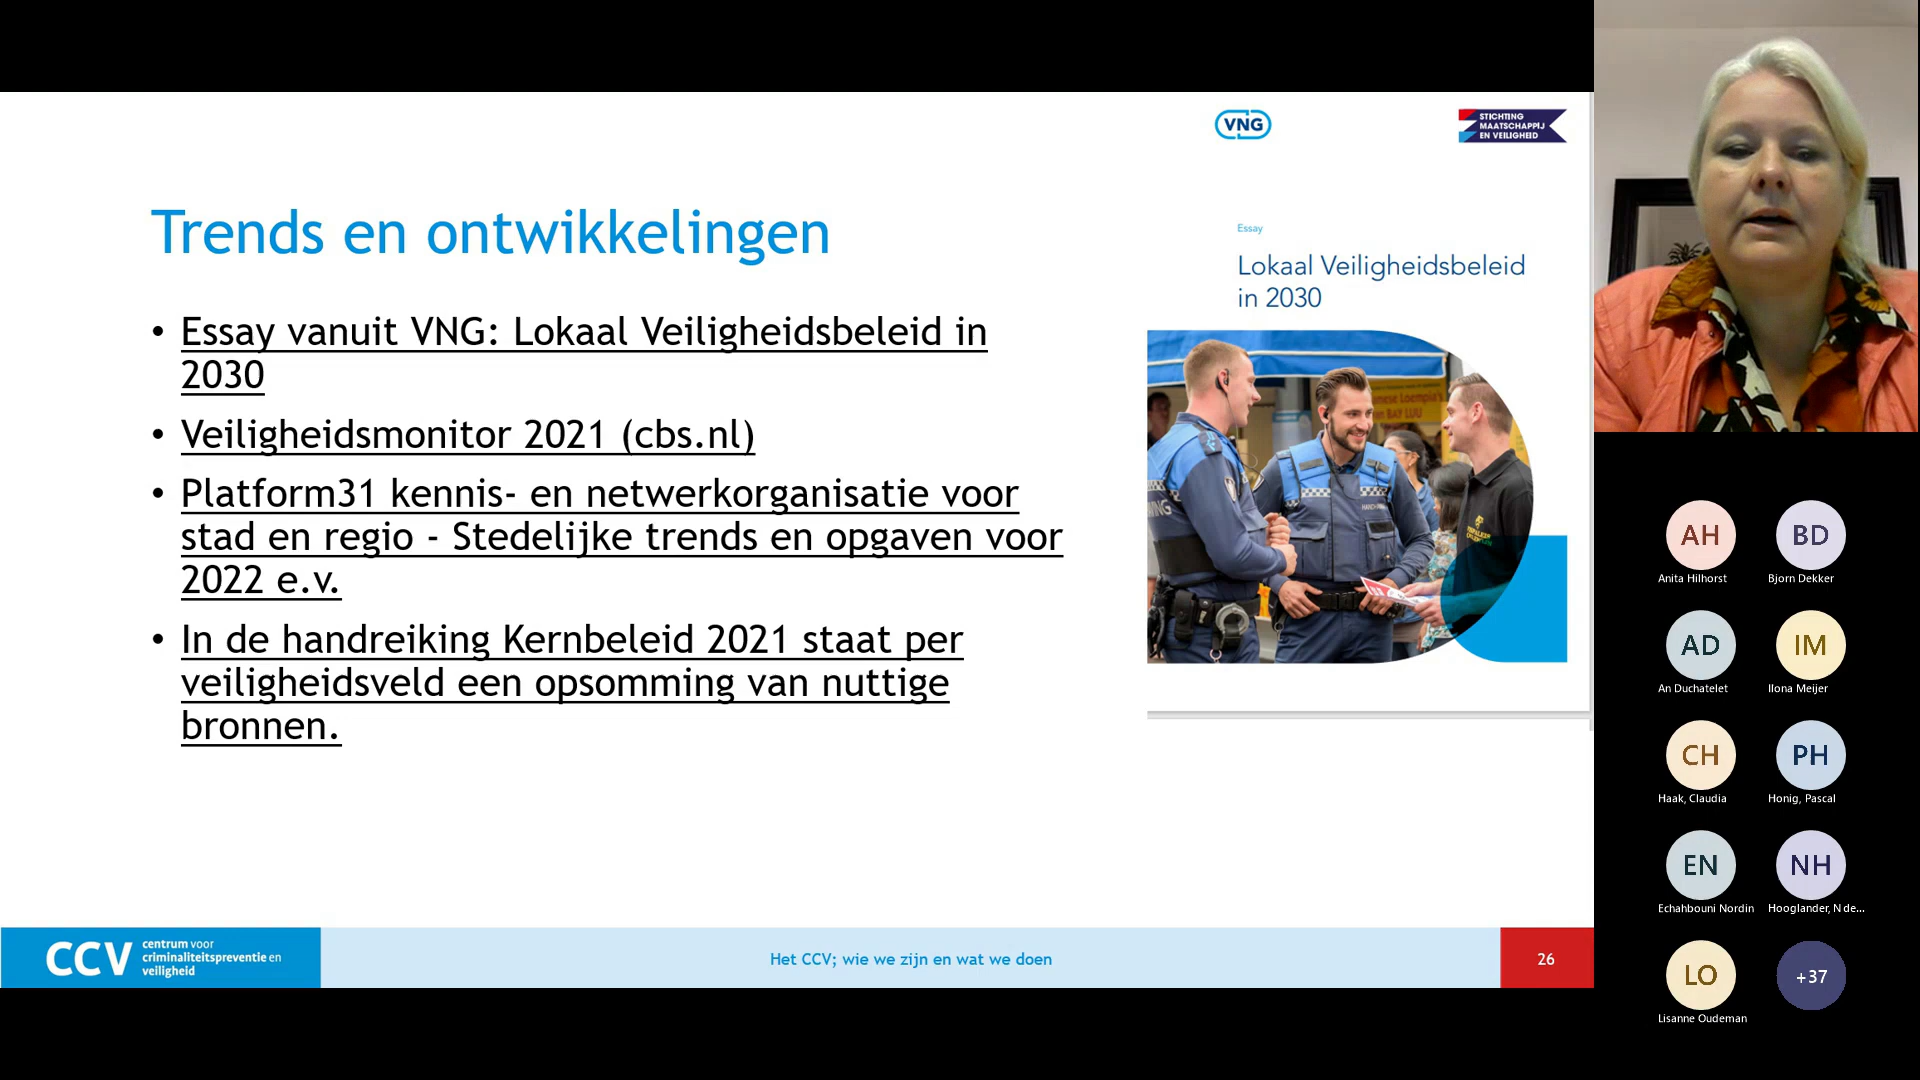 VNG
STICHTING
MAATSCHAPPIJ
EN VEILIGHEID
Trends en ontwikkelingen
• Essay vanuit VNG: Lokaal Veiligheidsbeleid in
2030
• Veiligheidsmonitor 2021 (cbs.nl)
• Platform31 kennis- en netwerkorganisatie voor
stad en regio - Stedelijke trends en opgaven voor
2022 e.v.
• In de handreiking Kernbeleid 2021 staat per
veiligheidsveld een opsomming van nuttige
bronnen.
Essay
Lokaal Veiligheidsbeleid
in 2030
BAY LUU
CCV
centrum voor
criminaliteitspreventie en
veiligheid
Het CCV; wie we zijn en wat we doen
26
AH
Anita Hilhorst
BD
Bjorn Dekker
AD
An Duchatelet
IM
Ilona Meijer
CH
Haak, Claudia
PH
Honig, Pascal
EN
Echahbouni Nordin
NH
Hooglander, N de...
LO
Lisanne Oudeman
+37